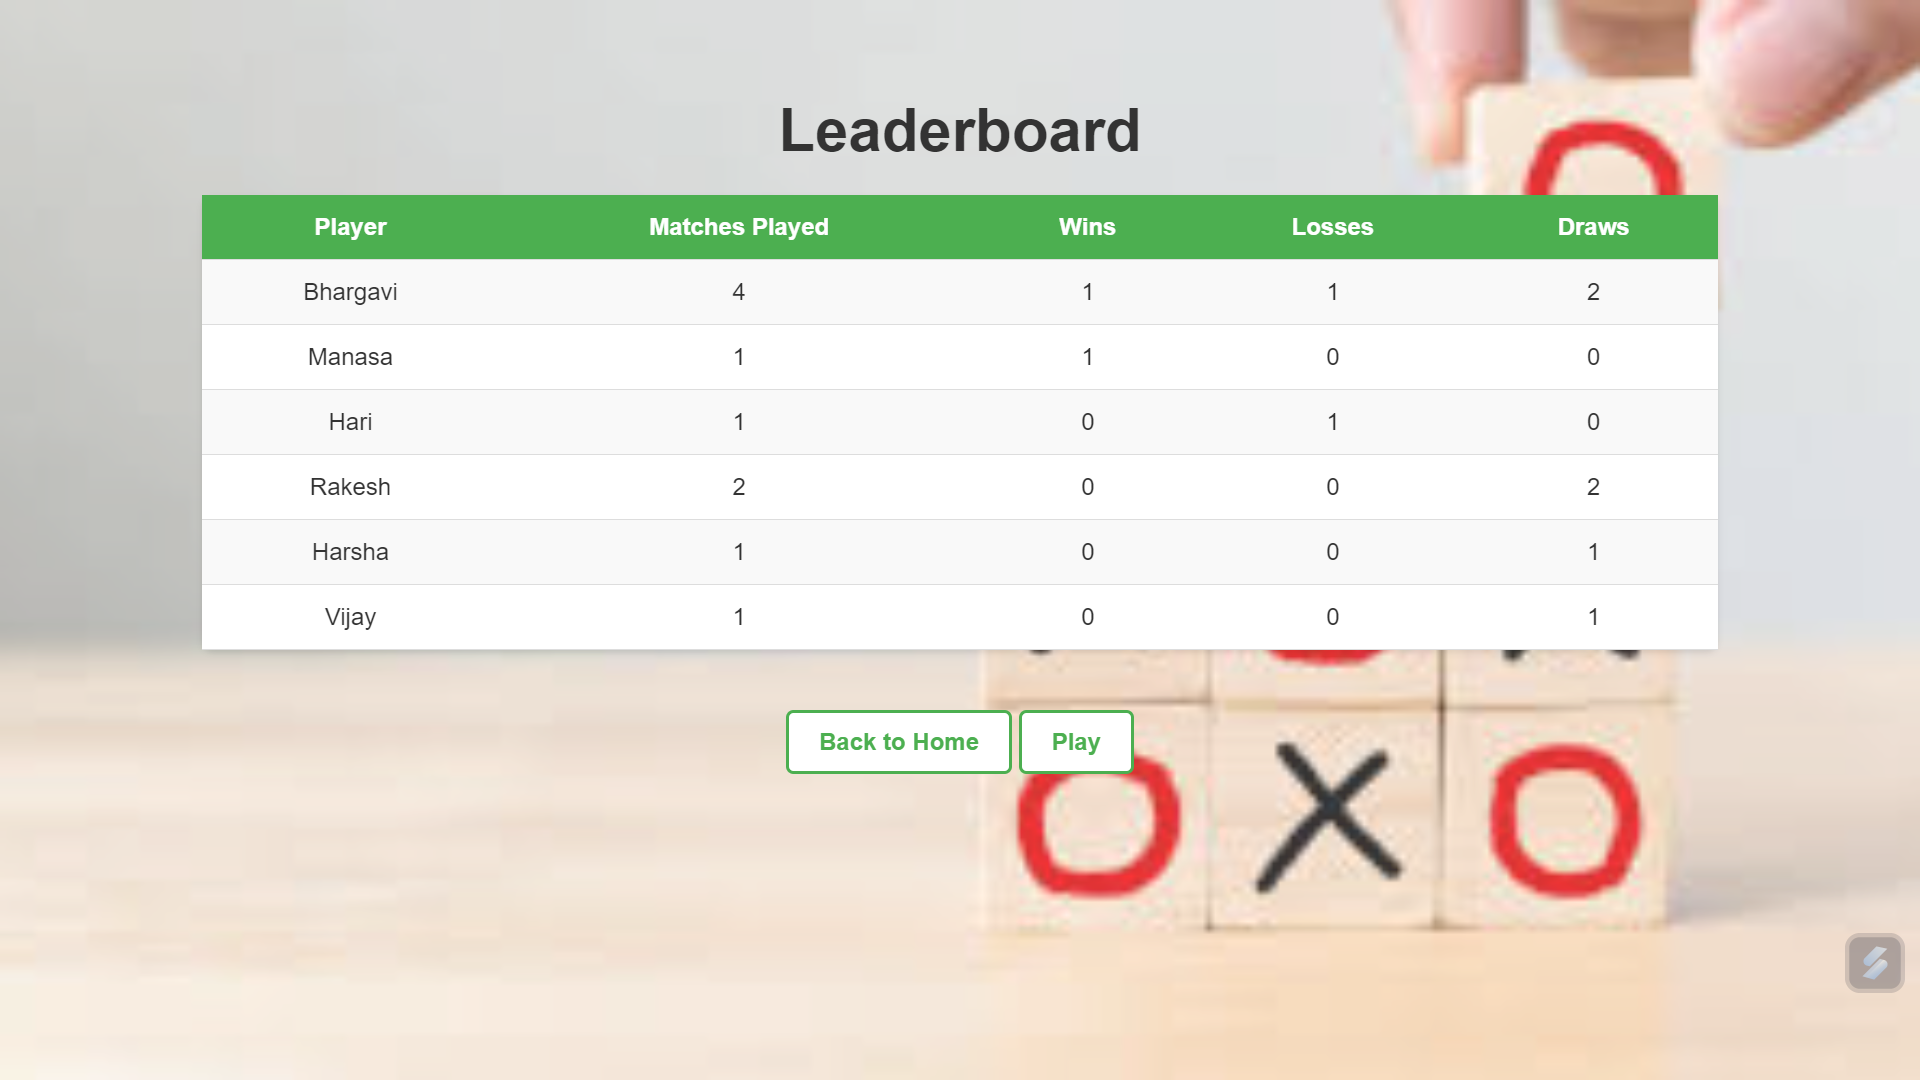 Leaderboard
Player Matches Played Wins Losses Draws
Bhargavi 4 1 1 2
Manasa 1 1 0 0
Hari 1 0 1 0
Rakesh 2 0 0 2
Harsha 1 0 0 1
Vijay 1 0 0 1
Back to Home Play
O X O